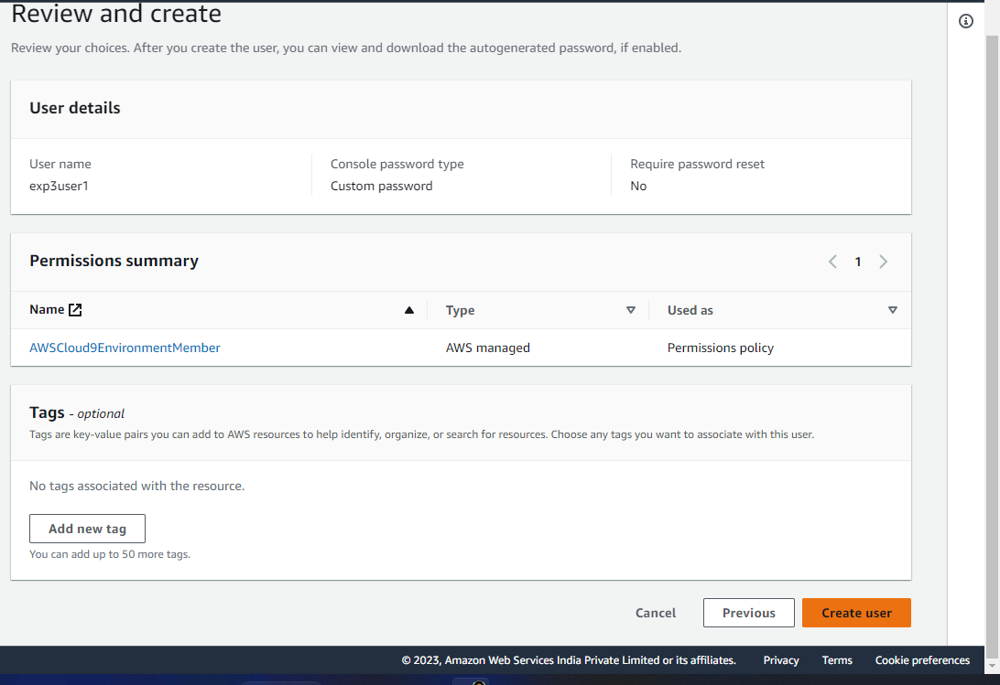 Review and create
Review your choices. After you create the user, you can view and download the autogenerated password, if enabled.
User details
User name
Console password type
Require password reset
exp3user1
Custom password
No
Permissions summary
1
Name
Type
Used as
AWSCloud9EnvironmentMember
AWS managed
Permissions policy
Tags - optional
Tags are key-value pairs you can add to AWS resources to help identify, organize, or search for resources. Choose any tags you want to associate with this user.
No tags associated with the resource.
Add new tag
You can add up to 50 more tags.
Cancel
Previous
Create user
© 2023, Amazon Web Services India Private Limited or its affiliates.
Privacy
Terms
Cookie preferences